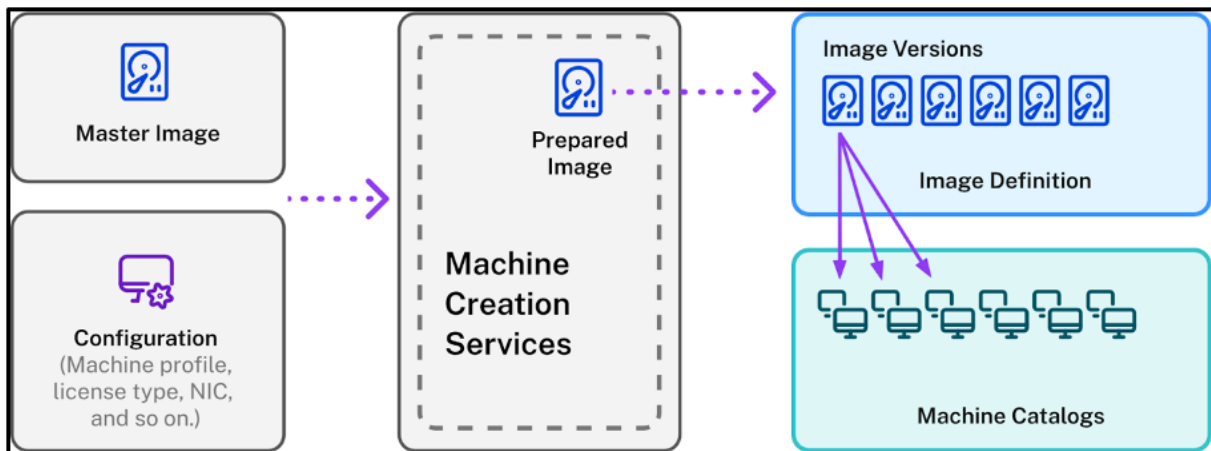 Master Image
Configuration
(Machine profile,
license type, NIC,
and so on.)
Prepared
Image
Machine
Creation
Services
Image Versions
Image Definition
Machine Catalogs